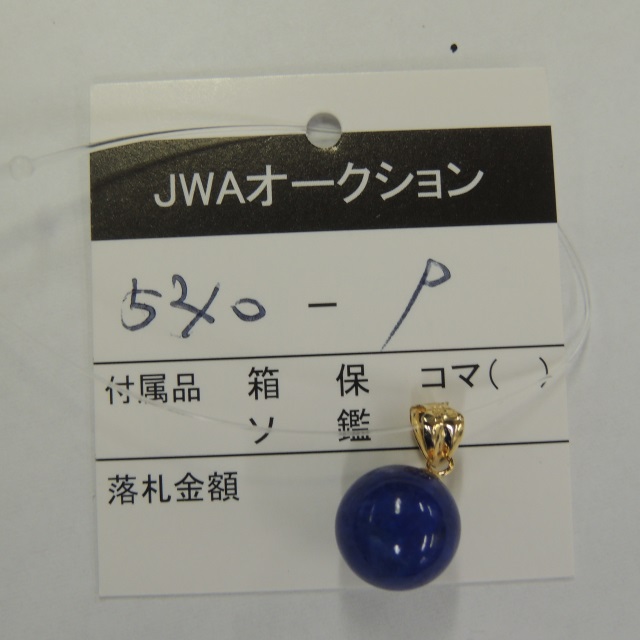 JWAオークション
520 - P
付属品 箱 保 コマ( )
ソ 鑑
落札金額